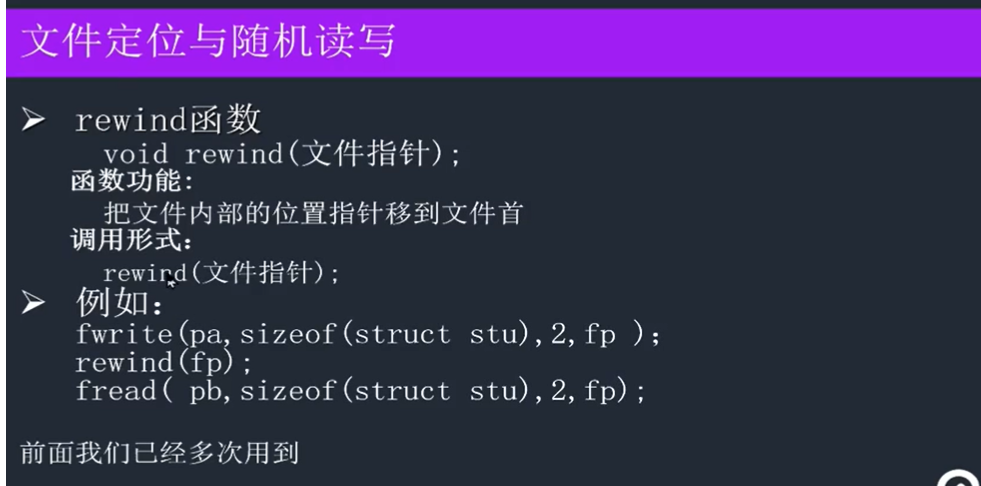 文件定位与随机读写
➢ rewind函数
void rewind(文件指针);
函数功能:
把文件内部的位置指针移到文件首
调用形式:
rewind(文件指针);
➢ 例如:
fwrite(pa,sizeof(struct stu),2,fp );
rewind(fp);
fread( pb,sizeof(struct stu),2,fp);
前面我们已经多次用到